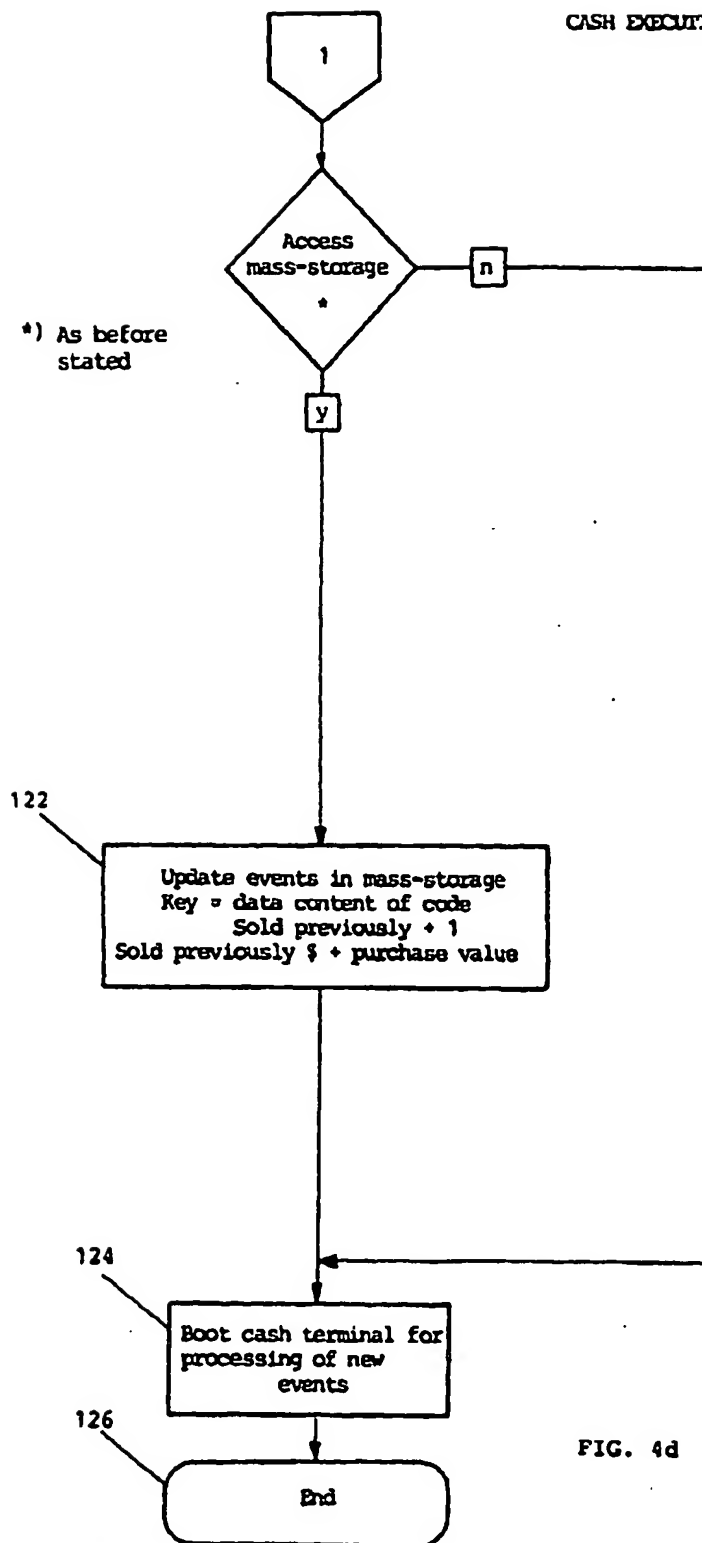 CASH EXECUT
1
Access
mass-storage
*
n
*) As before
stated
y
122
Update events in mass-storage
Key = data content of code
Sold previously + 1
Sold previously $ + purchase value
124
Boot cash terminal for
processing of new
events
126
End
FIG. 4d